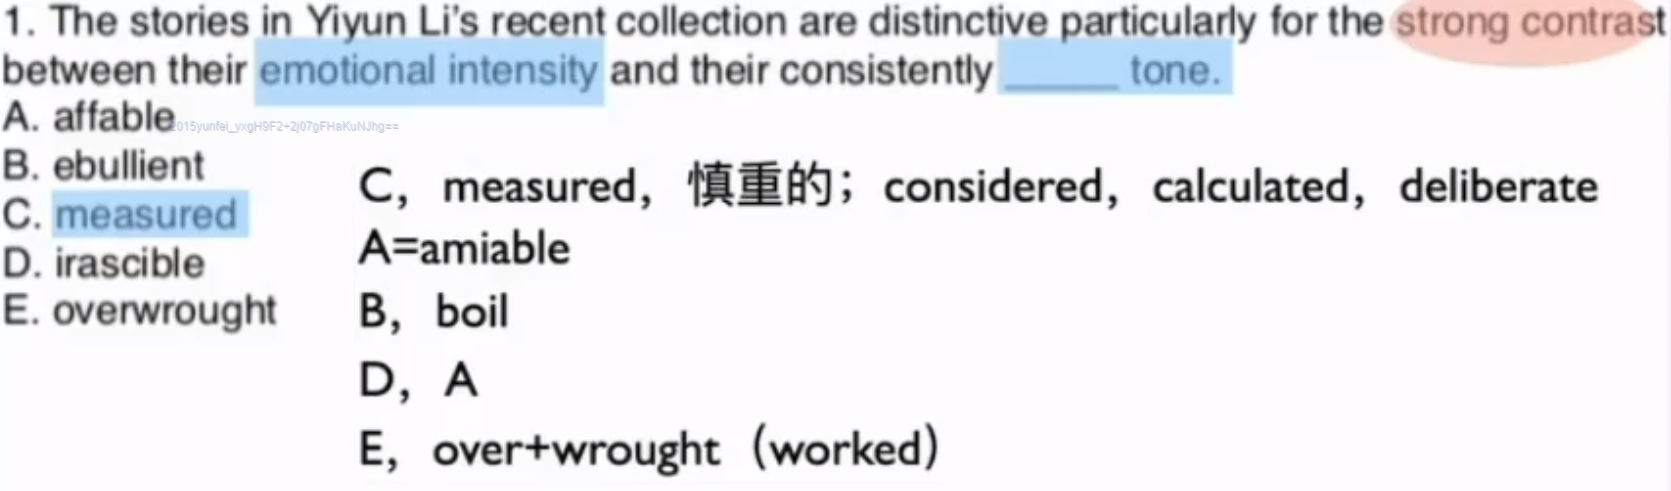 1. The stories in Yiyun Li's recent collection are distinctive particularly for the strong contrast
between their emotional intensity and their consistently ______ tone.
A. affable
2015yunfei_yxgH9F2+2j07gFHaKuNJhg==
B. ebullient
C. measured
D. irascible
E. overwrought
C, measured, 慎重的; considered, calculated, deliberate
A=amiable
B, boil
D, A
E, over+wrought (worked)